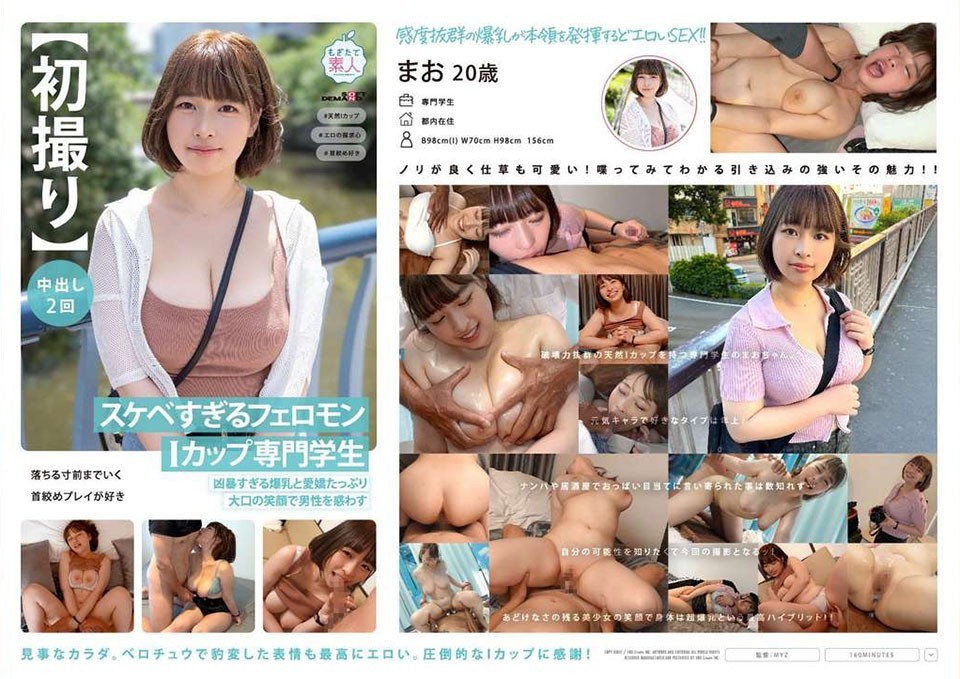 【初撮り】
もぎたて
素人
#天然Iカップ
#エロの探求心
#首絞め好き
中出し
2回
スケベすぎるフェロモン
Iカップ専門学生
凶暴すぎる爆乳と愛嬌たっぷり
大口の笑顔で男性を惑わす
落ちる寸前までいく
首絞めプレイが好き
感度抜群の爆乳が本領を発揮するどエロいSEX!!
まお 20歳
専門学生
都内在住
B98cm(I) W70cm H98cm 156cm
ノリが良く仕草も可愛い!喋ってみてわかる引き込みの強いその魅力!!
破壊力抜群の天然Iカップを持つ専門学生のまおちゃん。
元気キャラで好きなタイプは年上!
ナンパや居酒屋でおっぱい目当てに言い寄られた事は数知れず…
自分の可能性を知りたくて今回の撮影となるッ!
あどけなさの残る美少女の笑顔で身体は超爆乳という最高ハイブリッド!!
見事なカラダ。ベロチュウで豹変した表情も最高にエロい。圧倒的なIカップに感謝!
監督:MYZ
160MINUTES